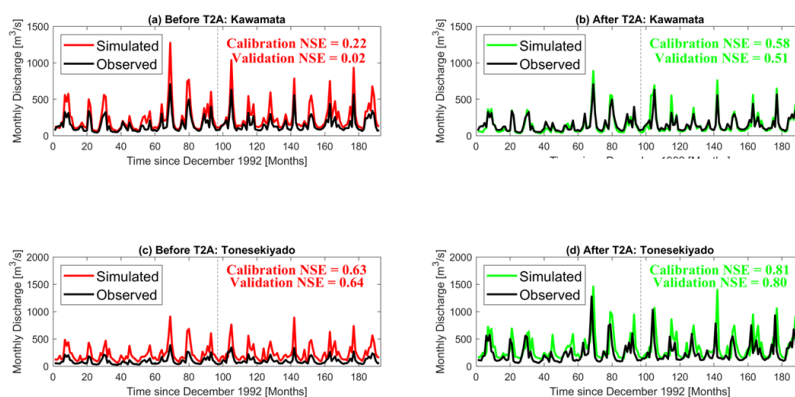 (a) Before T2A: Kawamata
1500
1000
500
0
Monthly Discharge [m³/s]
Simulated
Observed
Calibration NSE = 0.22
Validation NSE = 0.02
0 20 40 60 80 100 120 140 160 180
Time since December 1992 [Months]
(b) After T2A: Kawamata
1500
1000
500
0
Monthly Discharge [m³/s]
Simulated
Observed
Calibration NSE = 0.58
Validation NSE = 0.51
0 20 40 60 80 100 120 140 160 180
(c) Before T2A: Tonesekiyado
2000
1500
1000
500
0
Monthly Discharge [m³/s]
Simulated
Observed
Calibration NSE = 0.63
Validation NSE = 0.64
0 20 40 60 80 100 120 140 160 180
Time since December 1992 [Months]
(d) After T2A: Tonesekiyado
2000
1500
1000
500
0
Monthly Discharge [m³/s]
Simulated
Observed
Calibration NSE = 0.81
Validation NSE = 0.80
0 20 40 60 80 100 120 140 160 180
Time since December 1992 [Months]